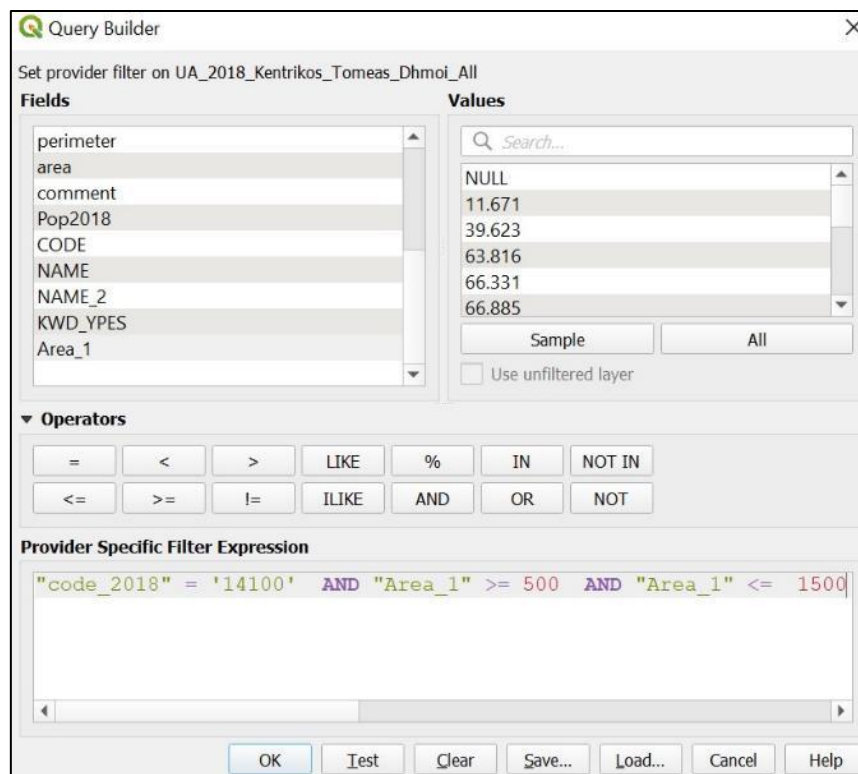 Query Builder
Set provider filter on UA_2018_Kentrikos_Tomeas_Dhmoi_All
Fields
Values
perimeter
area
comment
Pop2018
CODE
NAME
NAME_2
KWD_YPES
Area_1
Search...
NULL
11.671
39.623
63.816
66.331
66.885
Sample All
Use unfiltered layer
Operators
= < > LIKE % IN NOT IN
<= >= != ILIKE AND OR NOT
Provider Specific Filter Expression
"code_2018" = '14100' AND "Area_1" >= 500 AND "Area_1" <= 1500
OK Test Clear Save... Load... Cancel Help